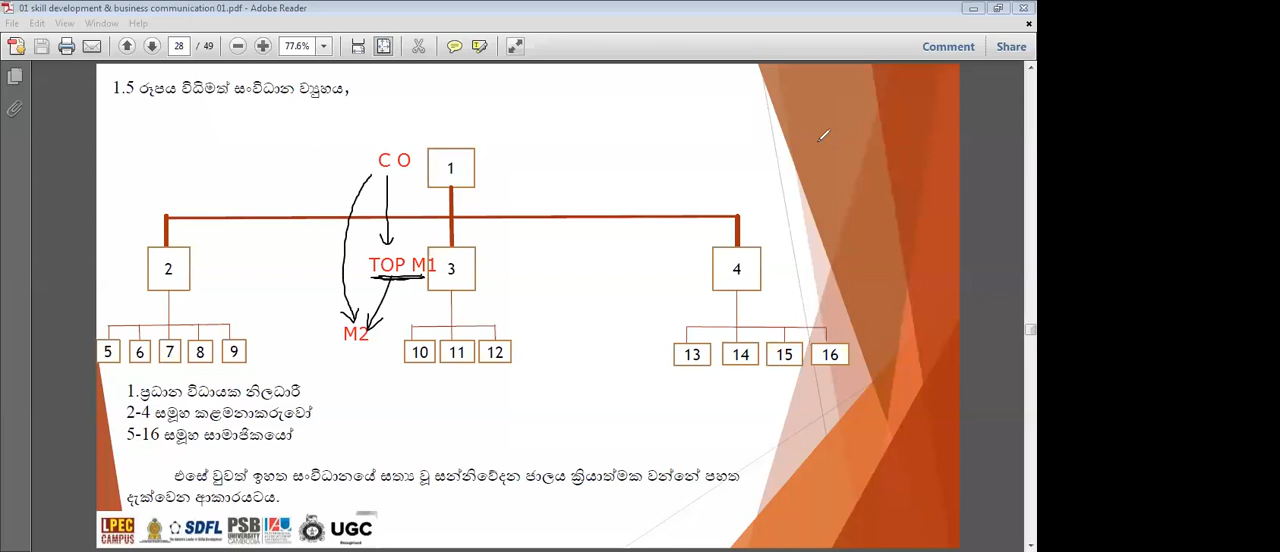 01 skill development & business communication 01.pdf - Adobe Reader
File Edit View Window Help
28 / 49 77.6% Comment Share
1.5 රූපය විධිමත් සංවිධාන ව්‍යුහය,
C O 1
2 TOP M1 3 4
M2
5 6 7 8 9 10 11 12 13 14 15 16
1.ප්‍රධාන විධායක නිලධාරී
2-4 සමූහ කළමනාකරුවෝ
5-16 සමූහ සාමාජිකයෝ
එසේ වුවත් ඉහත සංවිධානයේ සත්‍ය වූ සන්නිවේදන ජාලය ක්‍රියාත්මක වන්නේ පහත
දැක්වෙන ආකාරයටය.
LPEC CAMPUS SDFL PSB UNIVERSITY CAMBODIA UGC